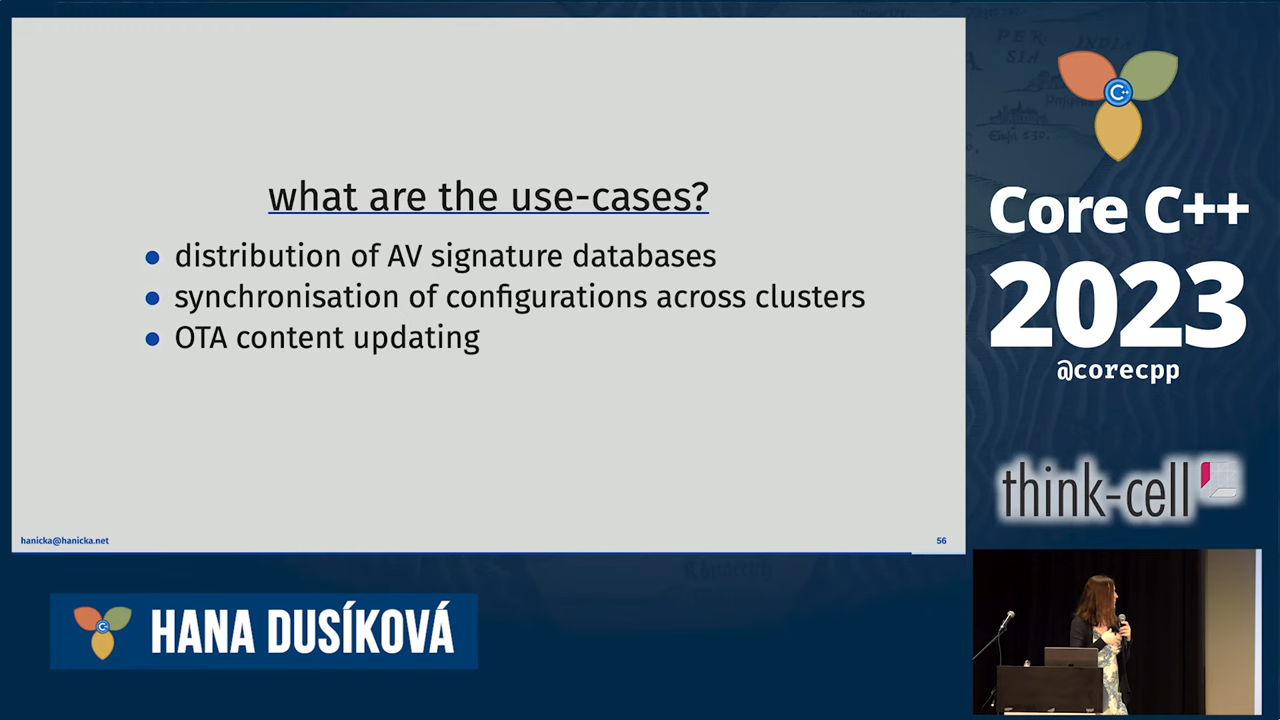 what are the use-cases?
• distribution of AV signature databases
• synchronisation of configurations across clusters
• OTA content updating
hanicka@hanicka.net
56
HANA DUSÍKOVÁ
C++
Core C++
2023
@corecpp
think-cell